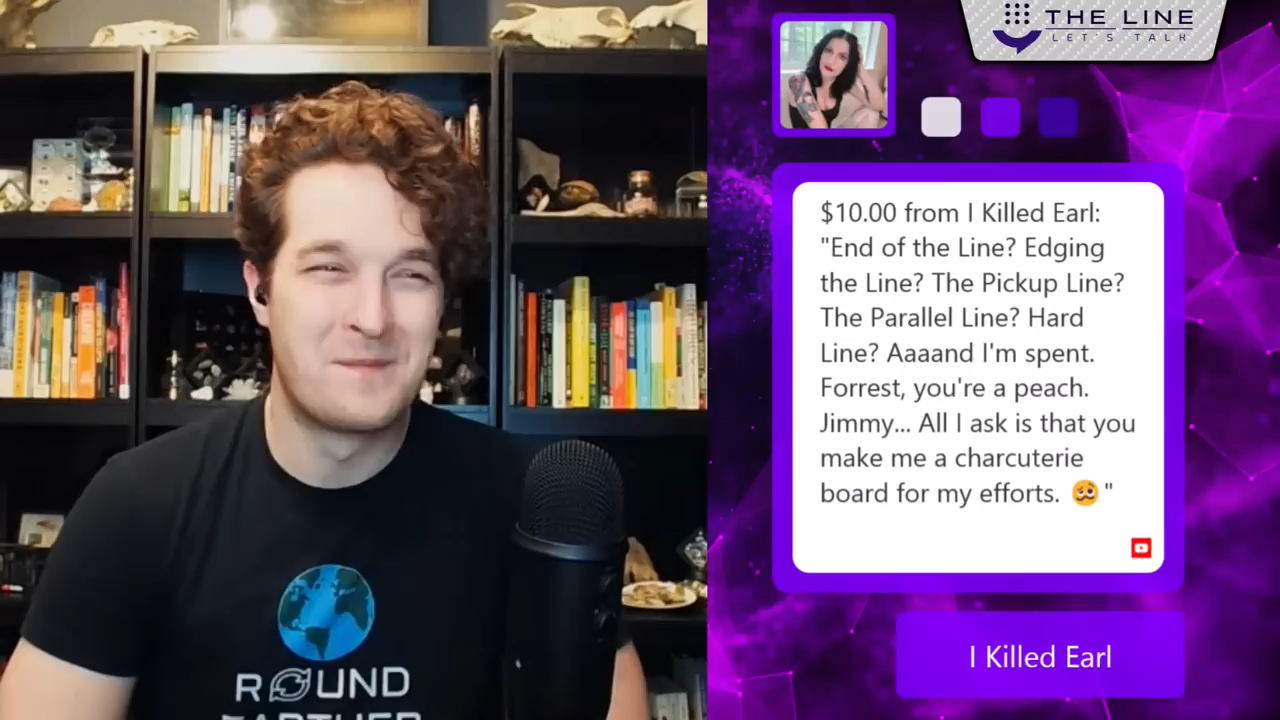 THE LINE
LET'S TALK
$10.00 from I Killed Earl:
"End of the Line? Edging
the Line? The Pickup Line?
The Parallel Line? Hard
Line? Aaaand I'm spent.
Forrest, you're a peach.
Jimmy... All I ask is that you
make me a charcuterie
board for my efforts. 🥴 "
I Killed Earl
ROUND
EARTHER